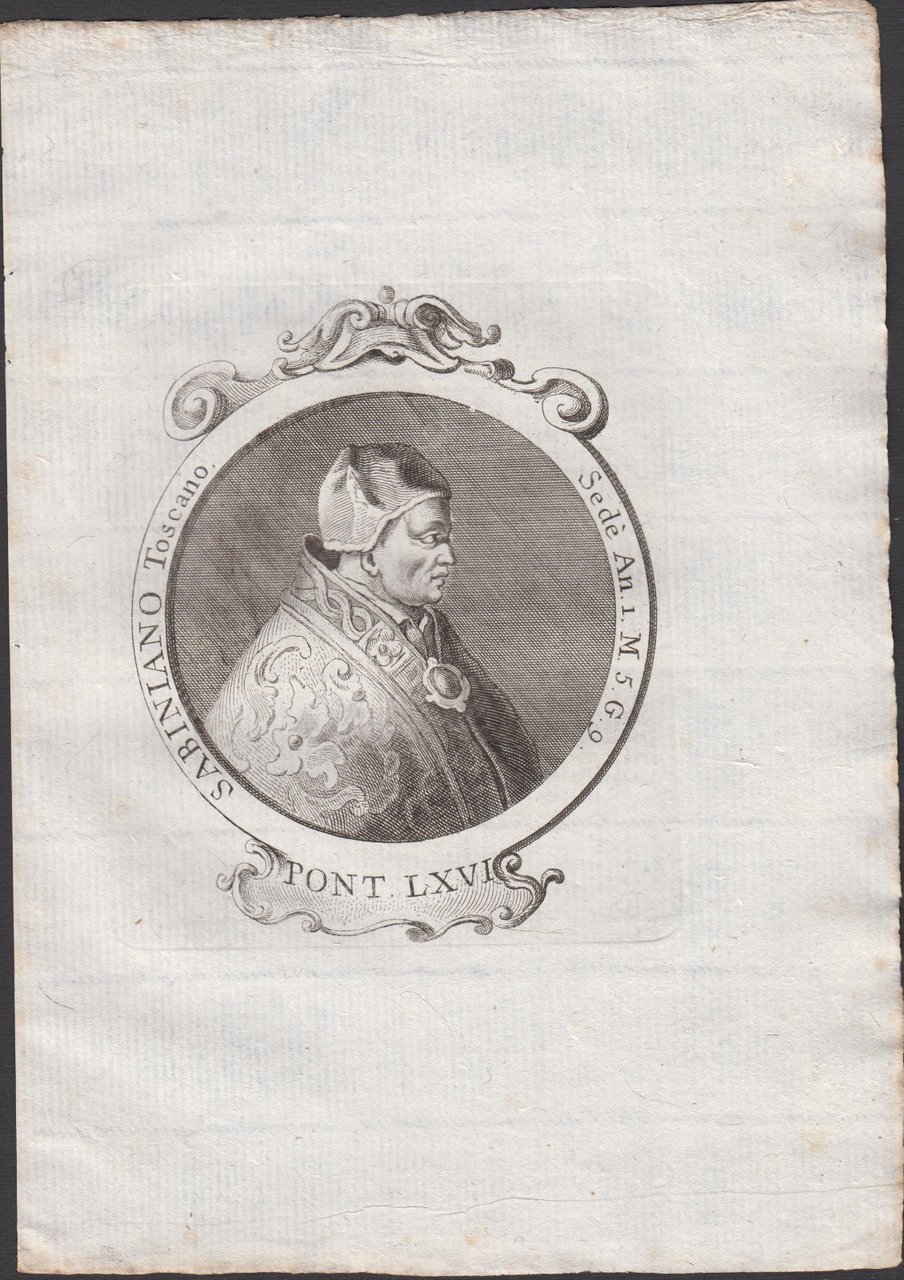 SABINIANO Toscano.
Sedè An. 1. M. 5. G. 9.
PONT. LXVI